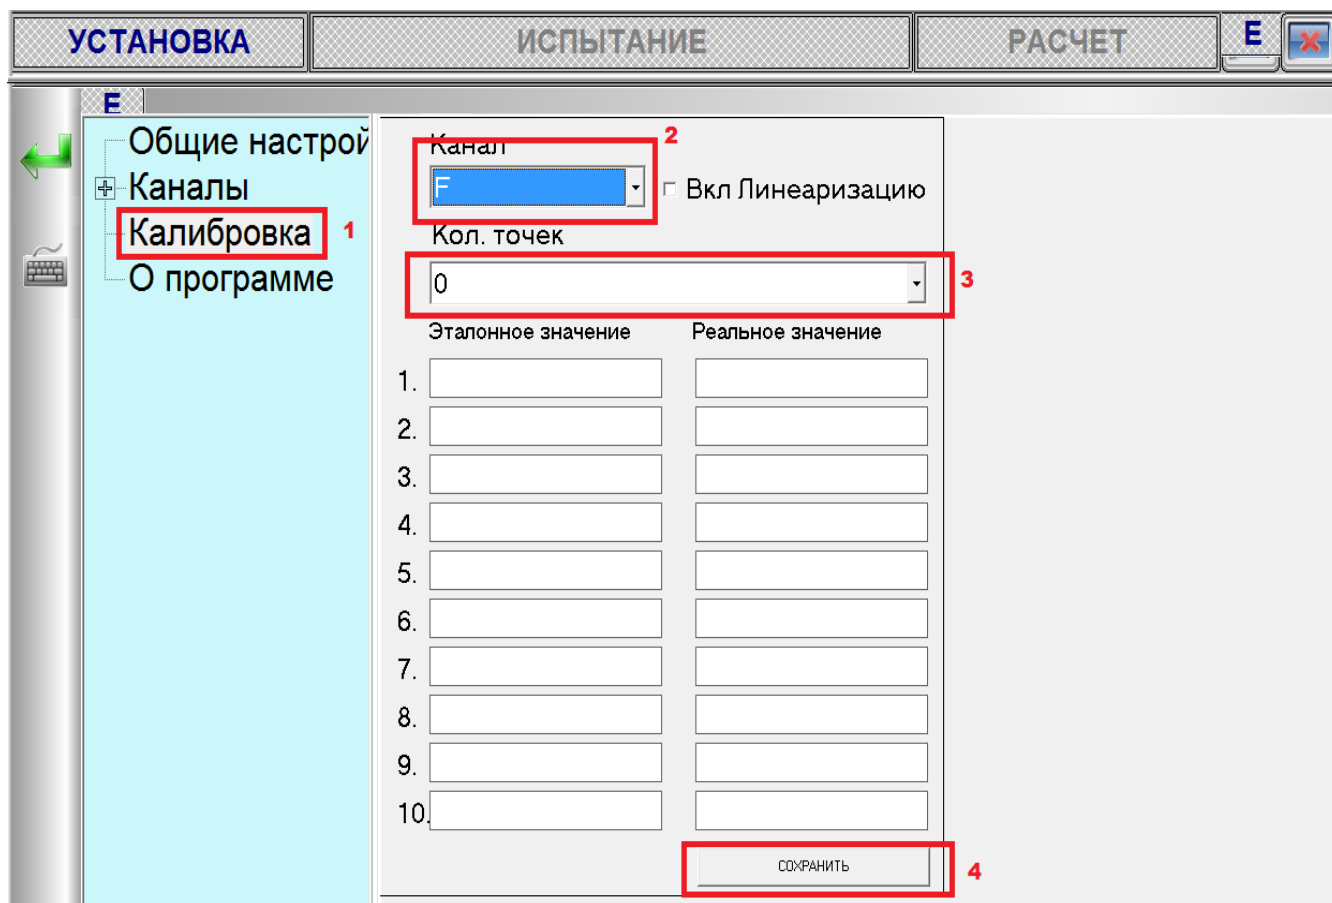 УСТАНОВКА ИСПЫТАНИЕ РАСЧЕТ E
E
Общие настрой
Каналы
Калибровка 1
О программе
Канал 2
F Вкл Линеаризацию
Кол. точек
0 3
Эталонное значение Реальное значение
1.
2.
3.
4.
5.
6.
7.
8.
9.
10.
СОХРАНИТЬ 4